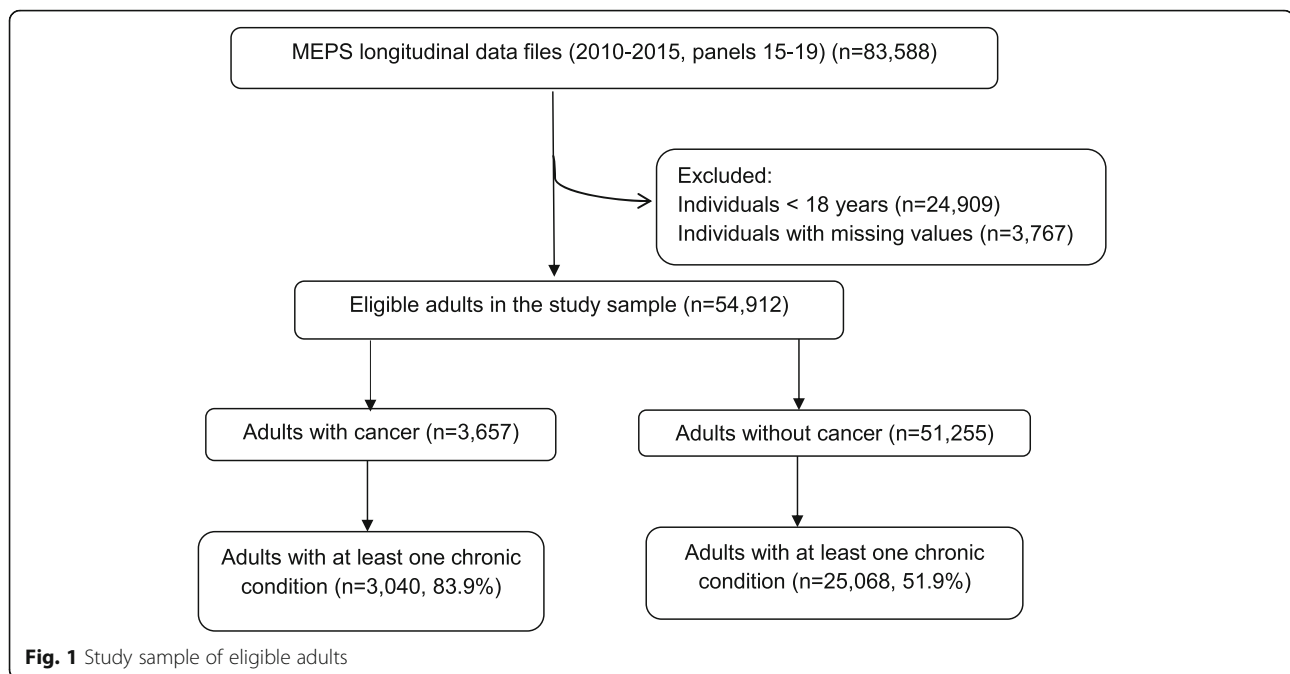 MEPS longitudinal data files (2010-2015, panels 15-19) (n=83,588)
Excluded:
Individuals < 18 years (n=24,909)
Individuals with missing values (n=3,767)
Eligible adults in the study sample (n=54,912)
Adults with cancer (n=3,657)
Adults without cancer (n=51,255)
Adults with at least one chronic
condition (n=3,040, 83.9%)
Adults with at least one chronic
condition (n=25,068, 51.9%)
Fig. 1 Study sample of eligible adults